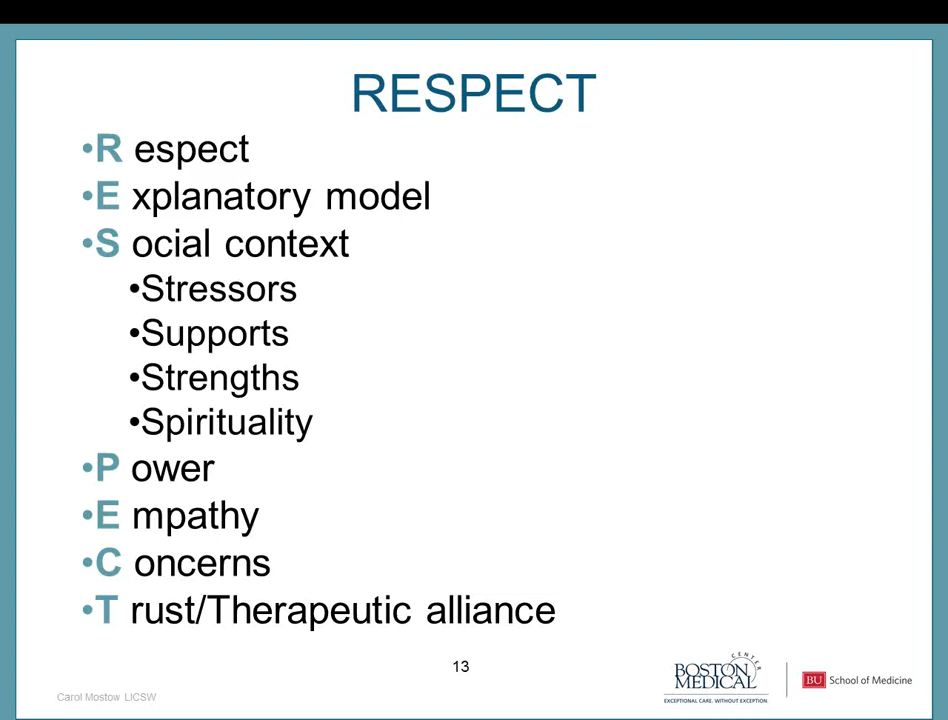 RESPECT
•R espect
•E xplanatory model
•S ocial context
•Stressors
•Supports
•Strengths
•Spirituality
•P ower
•E mpathy
•C oncerns
•T rust/Therapeutic alliance
13
Carol Mostow LICSW
BOSTON
MEDICAL
CENTER
EXCEPTIONAL CARE. WITHOUT EXCEPTION
BU School of Medicine